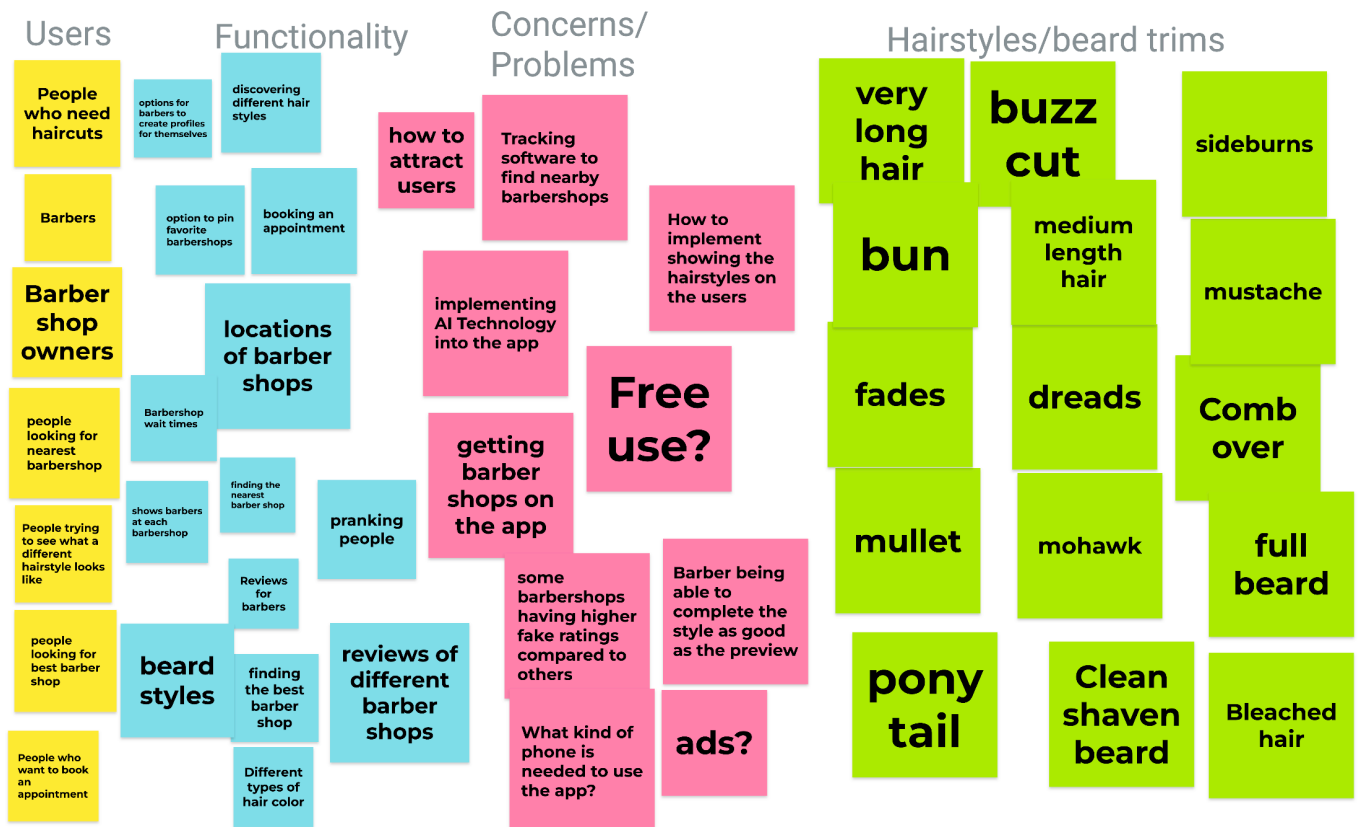 Users
People
who need
haircuts
Barbers
Barber
shop
owners
people
looking for
nearest
barbershop
People trying
to see what a
different
hairstyle looks
like
people
looking for
best barber
shop
People who
want to book
an
appointment
Functionality
options for
barbers to
create profiles
for themselves
discovering
different hair
styles
option to pin
favorite
barbershops
booking an
appointment
locations
of barber
shops
Barbershop
wait times
finding the
nearest
barber shop
shows barbers
at each
barbershop
pranking
people
Reviews
for
barbers
beard
styles
finding
the best
barber
shop
reviews of
different
barber
shops
Different
types of
hair color
Concerns/
Problems
how to
attract
users
Tracking
software to
find nearby
barbershops
How to
implement
showing the
hairstyles on
the users
implementing
AI Technology
into the app
Free
use?
getting
barber
shops on
the app
some
barbershops
having higher
fake ratings
compared to
others
Barber being
able to
complete the
style as good
as the preview
What kind of
phone is
needed to use
the app?
ads?
Hairstyles/beard trims
very
long
hair
buzz
cut
sideburns
bun
medium
length
hair
mustache
fades
dreads
Comb
over
mullet
mohawk
full
beard
pony
tail
Clean
shaven
beard
Bleached
hair